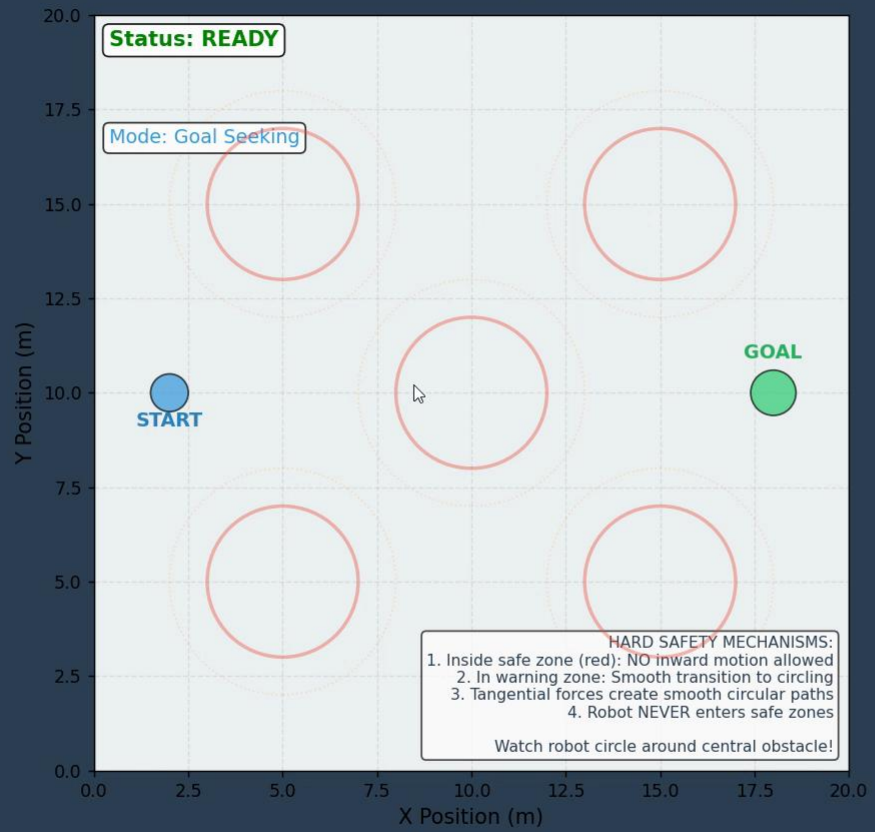 20.0
Status: READY
17.5
Mode: Goal Seeking
15.0
12.5
GOAL
10.0
START
Y Position (m)
7.5
5.0
HARD SAFETY MECHANISMS:
1. Inside safe zone (red): NO inward motion allowed
2. In warning zone: Smooth transition to circling
2.5
3. Tangential forces create smooth circular paths
4. Robot NEVER enters safe zones
Watch robot circle around central obstacle!
0.0
0.0 2.5 5.0 7.5 10.0 12.5 15.0 17.5 20.0
X Position (m)